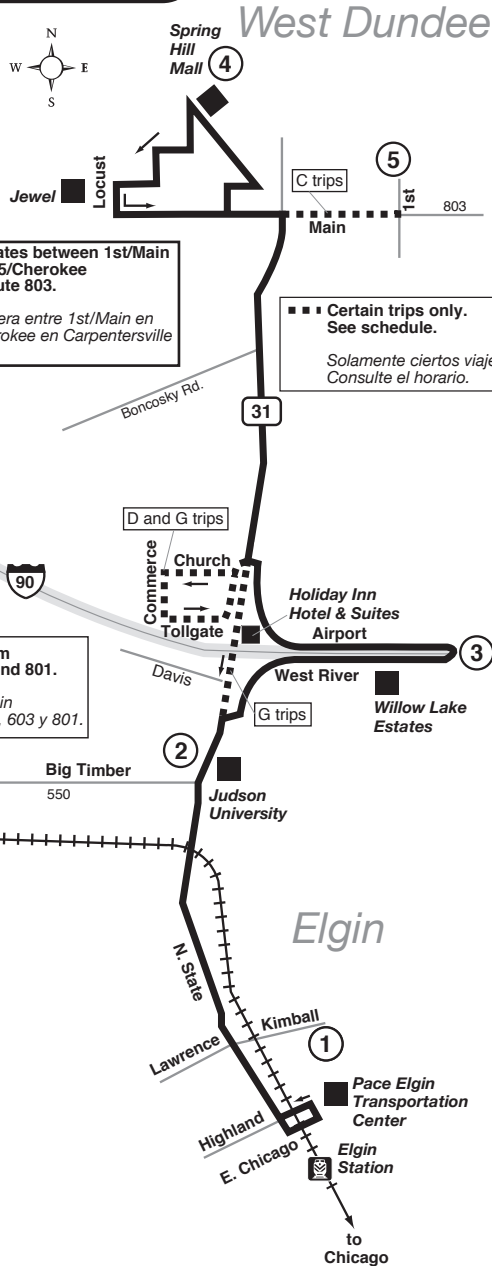 West Dundee
N
W E
S
Spring
Hill
Mall
4
5
Jewel
Locust
C trips
1st
803
Main
ates between 1st/Main
5/Cherokee
ute 803.
era entre 1st/Main en
rokee en Carpentersville
Certain trips only.
See schedule.
Solamente ciertos viaje
Consulte el horario.
Boncosky Rd.
31
D and G trips
Commerce
Church
Tollgate
90
Holiday Inn
Hotel & Suites
Airport
3
m
nd 801.
in
, 603 y 801.
Davis
West River
G trips
Willow Lake
Estates
2
Big Timber
550
Judson
University
Elgin
N. State
Kimball
1
Lawrence
Pace Elgin
Transportation
Center
Highland
E. Chicago
Elgin
Station
to
Chicago